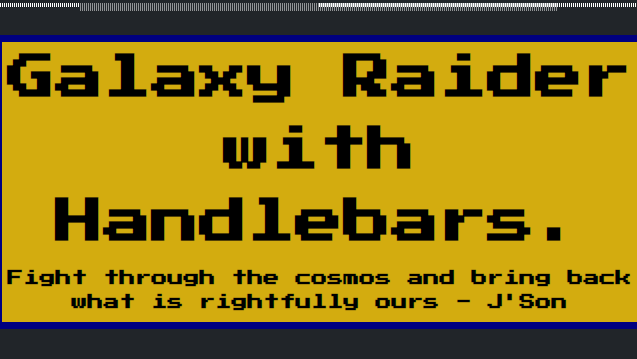 Galaxy Raider
with
Handlebars.
Fight through the cosmos and bring back
what is rightfully ours - J'Son